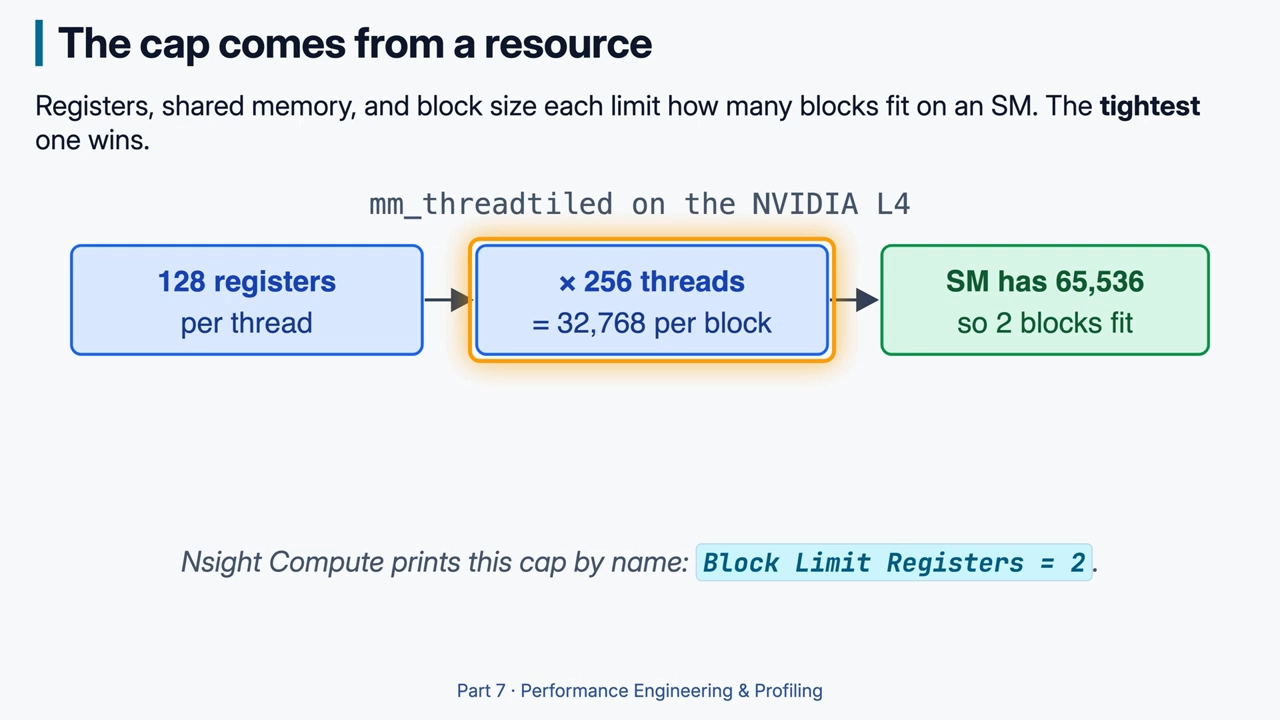 The cap comes from a resource
Registers, shared memory, and block size each limit how many blocks fit on an SM. The tightest
one wins.
mm_threadtiled on the NVIDIA L4
128 registers
per thread
× 256 threads
= 32,768 per block
SM has 65,536
so 2 blocks fit
Nsight Compute prints this cap by name: Block Limit Registers = 2.
Part 7 · Performance Engineering & Profiling